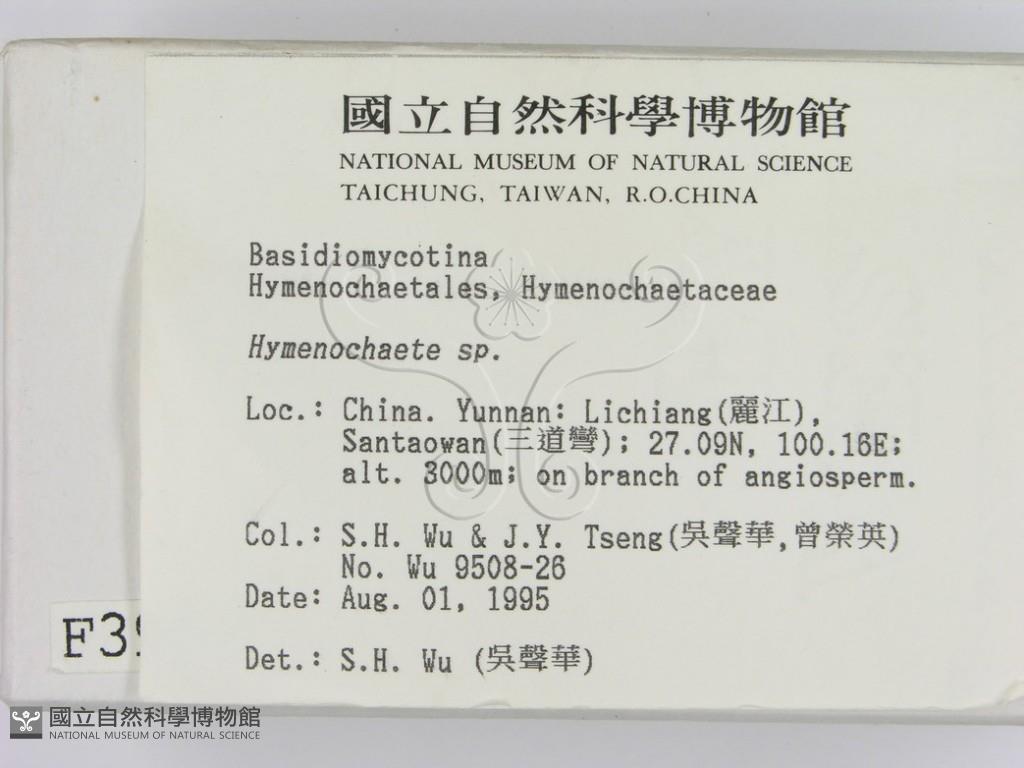 國立自然科學博物館
NATIONAL MUSEUM OF NATURAL SCIENCE
TAICHUNG, TAIWAN, R.O.CHINA
Basidiomycotina
Hymenochaetales, Hymenochaetaceae
Hymenochaete sp.
Loc.: China. Yunnan: Lichiang(麗江),
Santaowan(三道彎); 27.09N, 100.16E;
alt. 3000m; on branch of angiosperm.
Col.: S.H. Wu & J.Y. Tseng(吳聲華,曾榮英)
No. Wu 9508-26
Date: Aug. 01, 1995
Det.: S.H. Wu (吳聲華)
F39
國立自然科學博物館
NATIONAL MUSEUM OF NATURAL SCIENCE